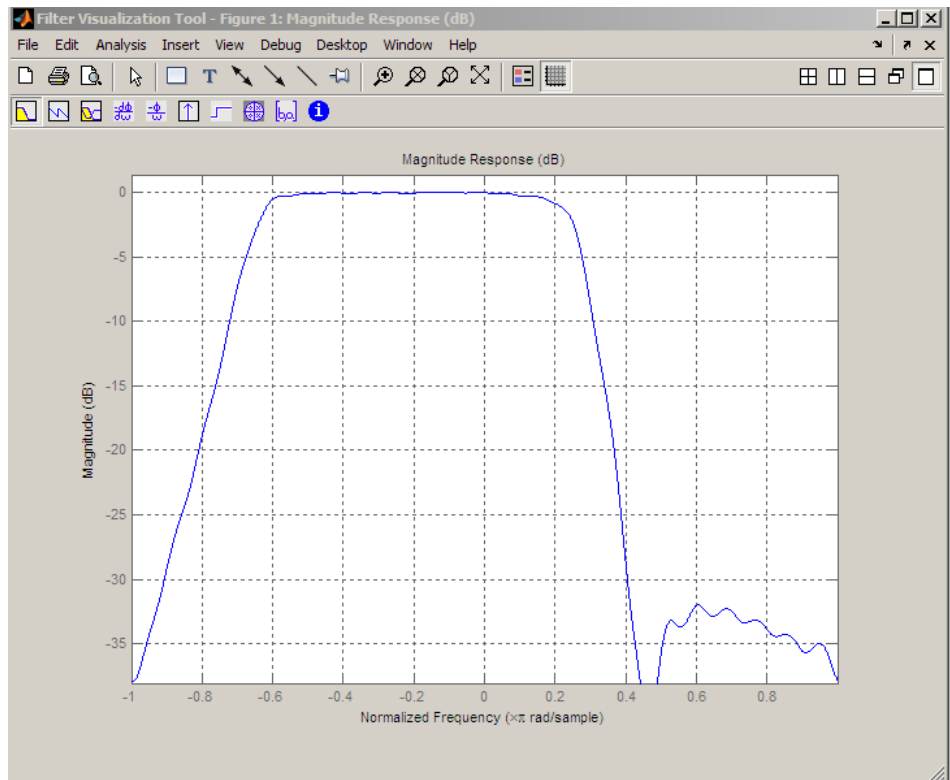 Filter Visualization Tool - Figure 1: Magnitude Response (dB)
File Edit Analysis Insert View Debug Desktop Window Help
T
[b,a]
i
Magnitude Response (dB)
0
-5
-10
-15
-20
-25
-30
-35
Magnitude (dB)
-1 -0.8 -0.6 -0.4 -0.2 0 0.2 0.4 0.6 0.8
Normalized Frequency (×π rad/sample)